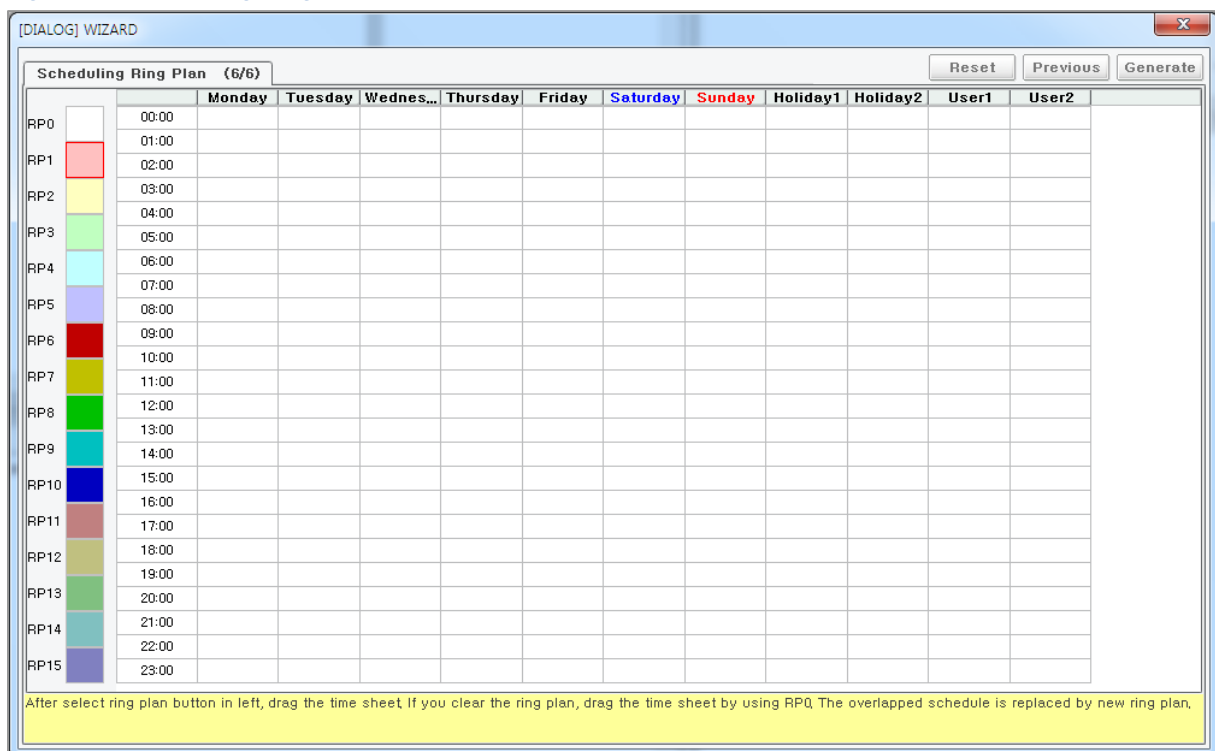 [DIALOG] WIZARD
Scheduling Ring Plan (6/6)
Reset Previous Generate
Monday Tuesday Wednes... Thursday Friday Saturday Sunday Holiday1 Holiday2 User1 User2
RP0
RP1
RP2
RP3
RP4
RP5
RP6
RP7
RP8
RP9
RP10
RP11
RP12
RP13
RP14
RP15
00:00
01:00
02:00
03:00
04:00
05:00
06:00
07:00
08:00
09:00
10:00
11:00
12:00
13:00
14:00
15:00
16:00
17:00
18:00
19:00
20:00
21:00
22:00
23:00
After select ring plan button in left, drag the time sheet. If you clear the ring plan, drag the time sheet by using RP0. The overlapped schedule is replaced by new ring plan.